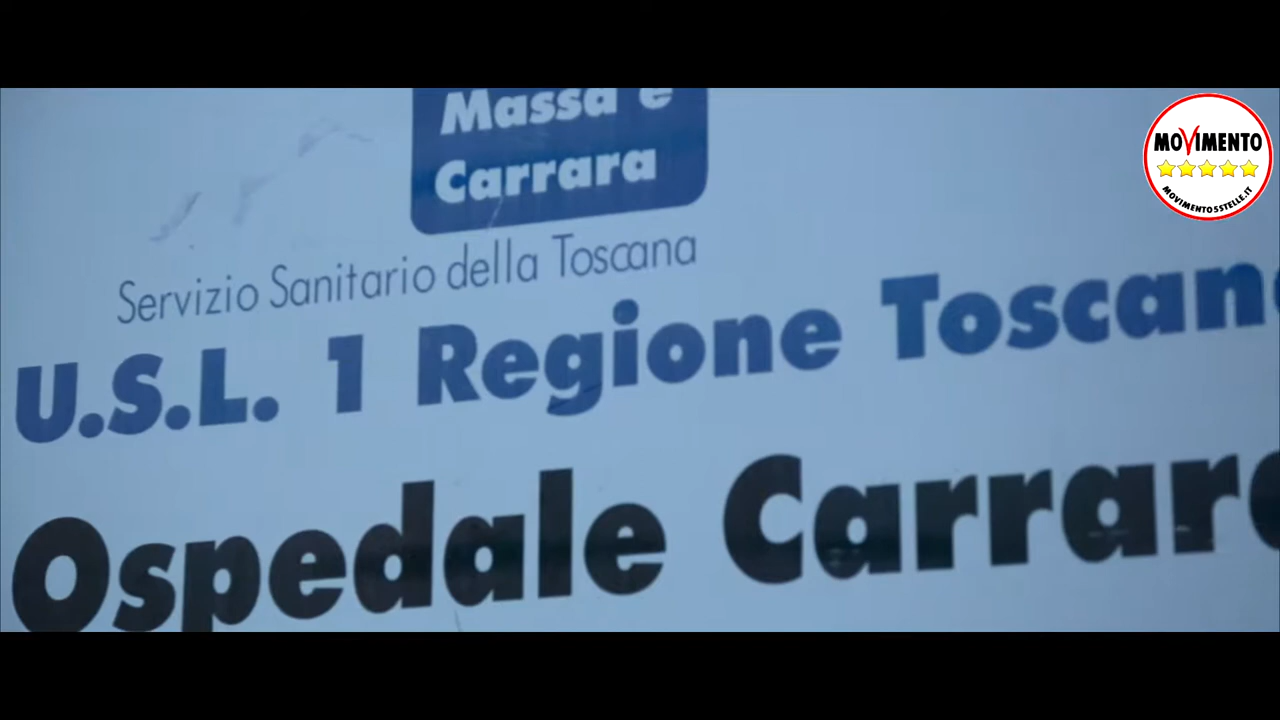 Massa e
Carrara
Servizio Sanitario della Toscana
U.S.L. 1 Regione Toscana
Ospedale Carrara
MOVIMENTO
MOVIMENTO5STELLE.IT